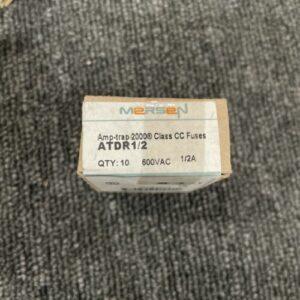 MERSEN
Amp-trap 2000® Class CC Fuses
ATDR1/2
QTY: 10 600VAC 1/2A